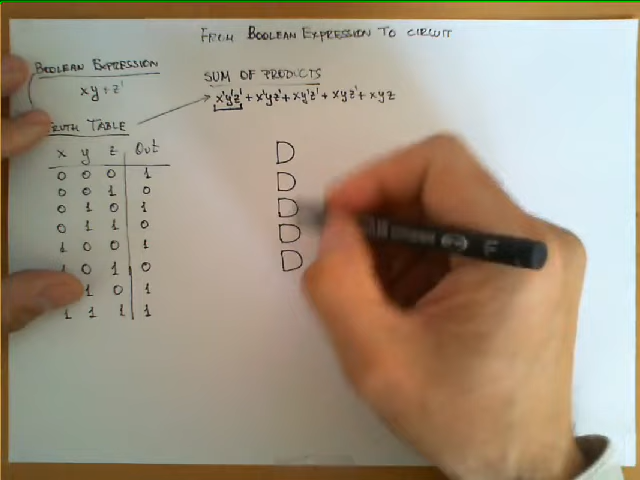 FROM BOOLEAN EXPRESSION TO CIRCUIT
BOOLEAN EXPRESSION
xy + z'
SUM OF PRODUCTS
x'y'z' + x'yz' + xy'z' + xyz' + xyz
TRUTH TABLE
x y z Out
0 0 0 1
0 0 1 0
0 1 0 1
0 1 1 0
1 0 0 1
1 0 1 0
1 0 1
1 1 1 1